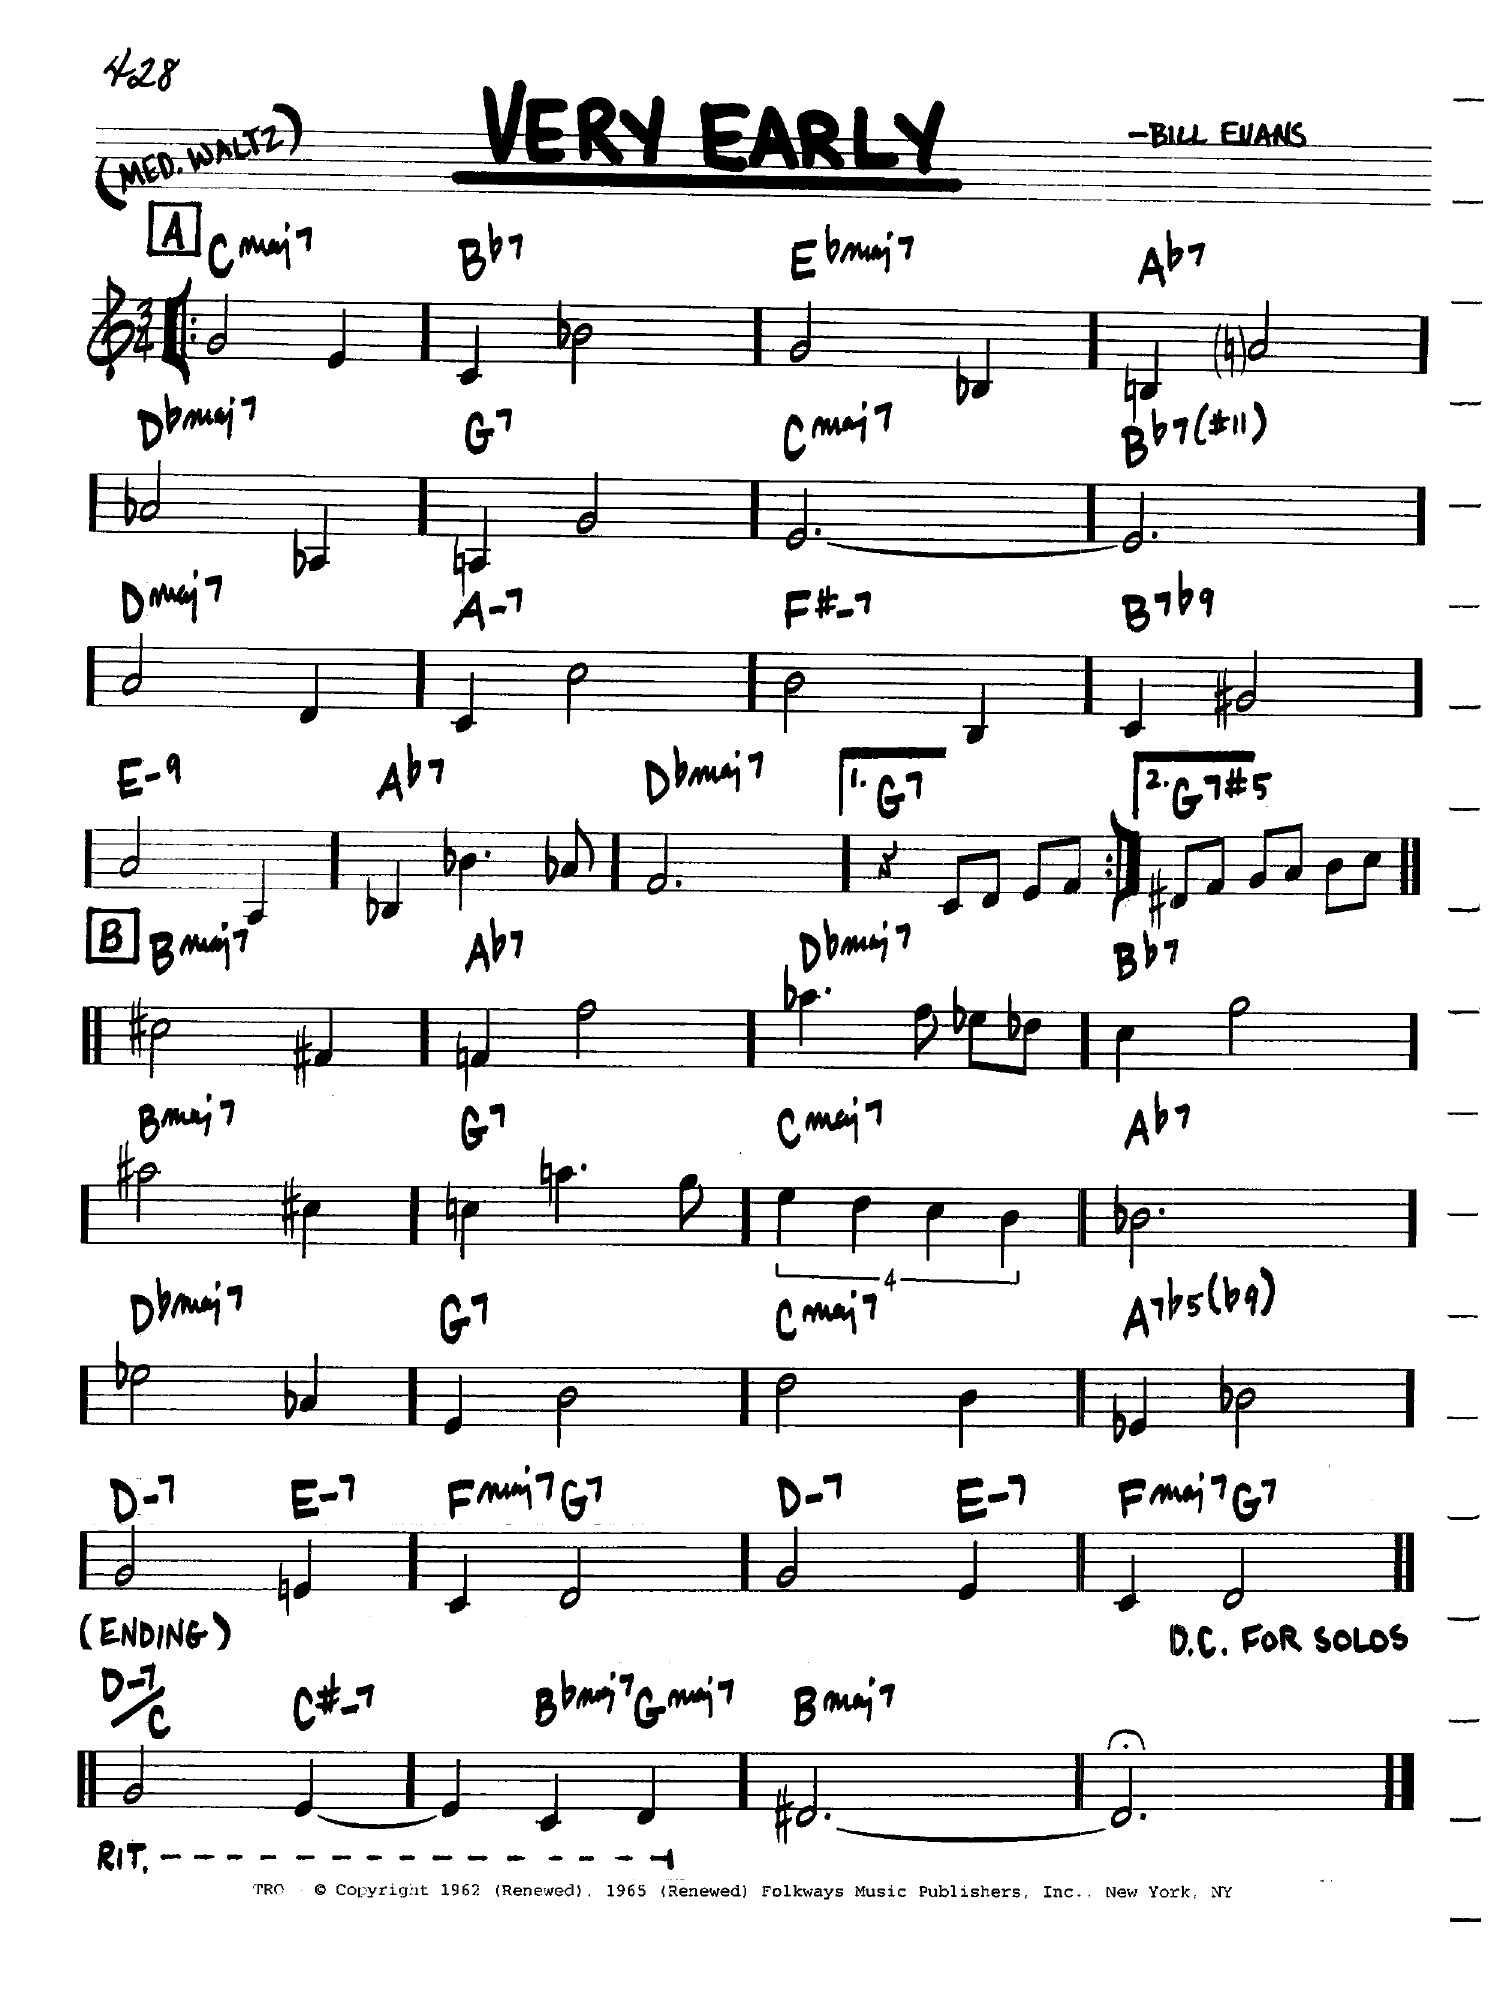 428
VERY EARLY
(MED. WALTZ)
-BILL EVANS
A Cmaj7 Bb7 Ebmaj7 Ab7
3/4
Dbmaj7 G7 Cmaj7 Bb7(#11)
Dmaj7 A-7 F#-7 B7b9
E-9 Ab7 Dbmaj7 1. G7 2. G7#5
B Bmaj7 Ab7 Dbmaj7 Bb7
Bmaj7 G7 Cmaj7 Ab7
4
Dbmaj7 G7 Cmaj7 A7b5(b9)
D-7 E-7 Fmaj7 G7 D-7 E-7 Fmaj7 G7
(ENDING) D.C. FOR SOLOS
D-7/C C#-7 Bbmaj7 Gmaj7 Bmaj7
RIT.
TRO © Copyright 1962 (Renewed), 1965 (Renewed) Folkways Music Publishers, Inc., New York, NY